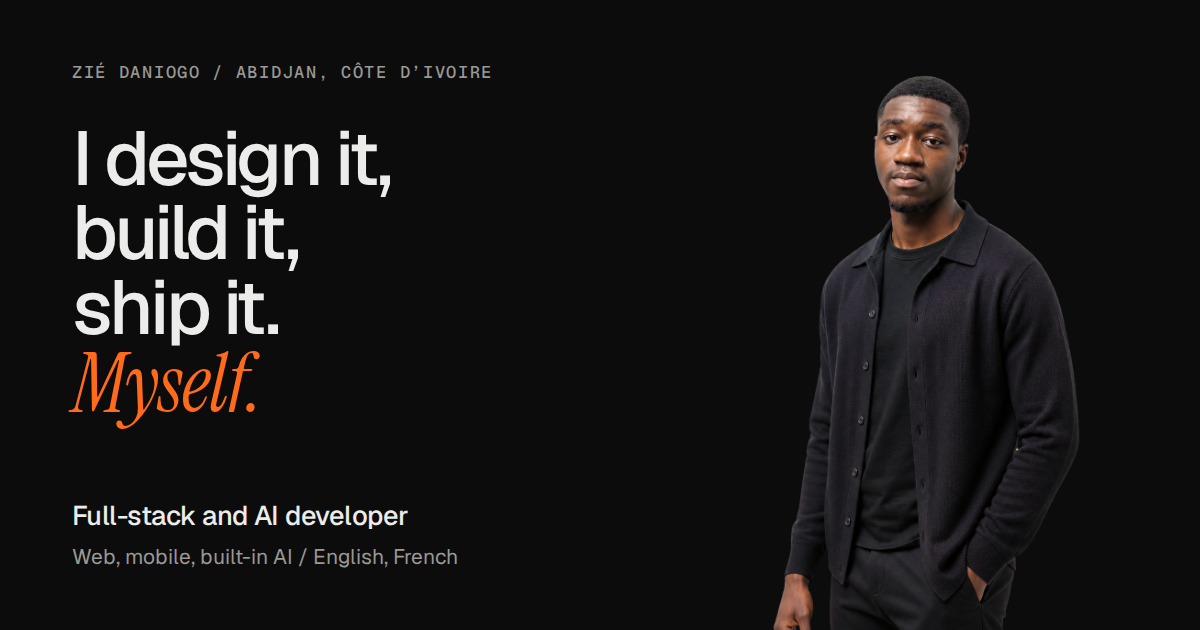 ZIÉ DANIOGO / ABIDJAN, CÔTE D’IVOIRE
I design it,
build it,
ship it.
Myself.
Full-stack and AI developer
Web, mobile, built-in AI / English, French